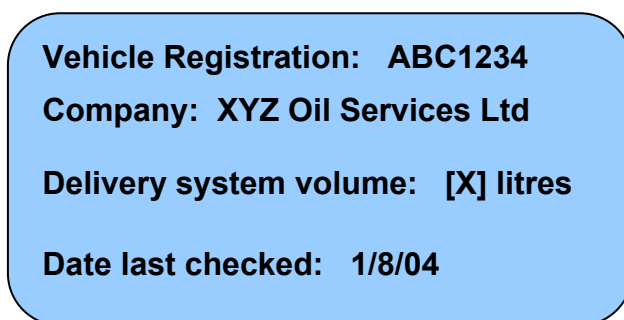 Vehicle Registration: ABC1234
Company: XYZ Oil Services Ltd
Delivery system volume: [X] litres
Date last checked: 1/8/04